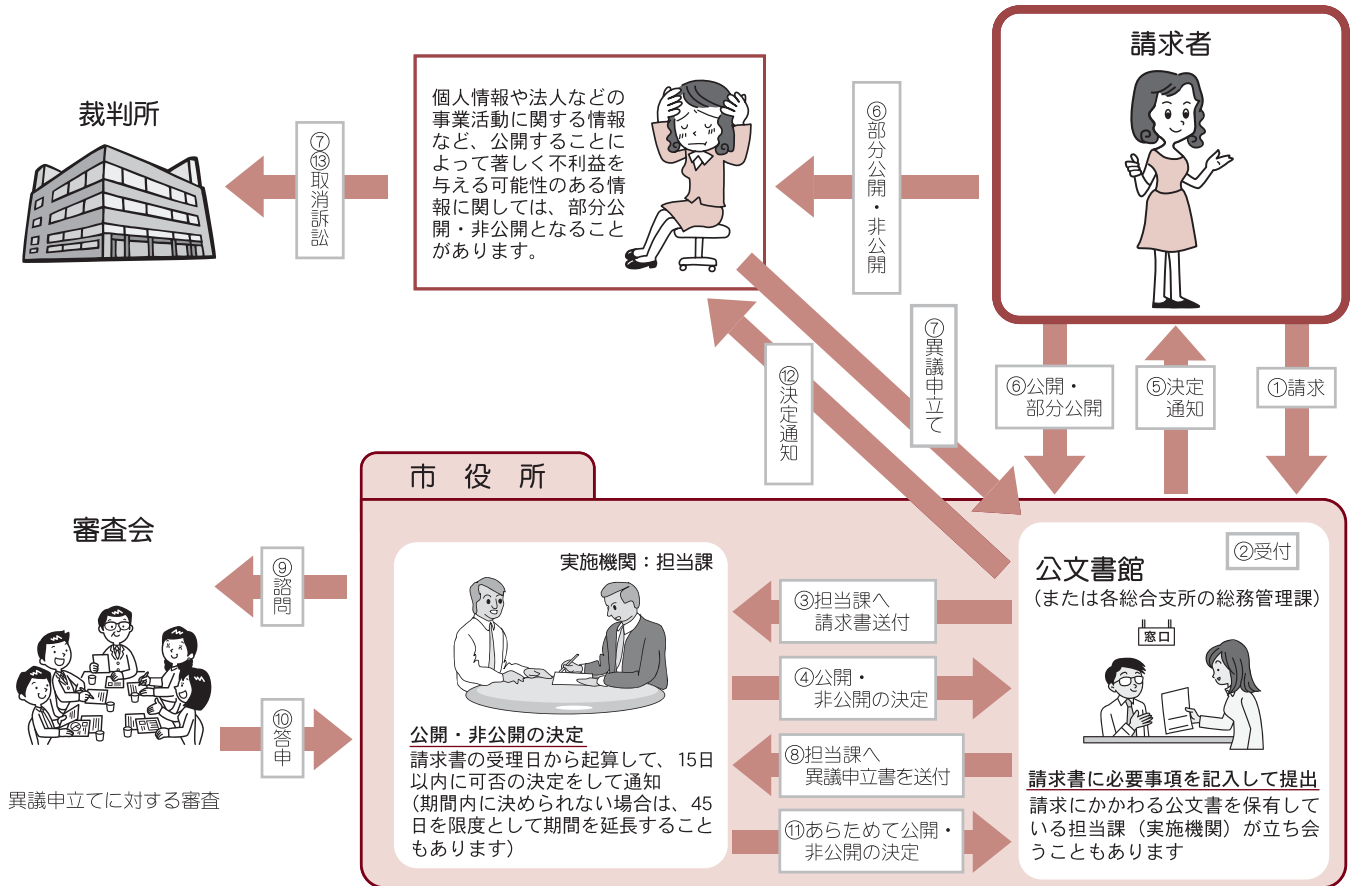 請求者
裁判所
個人情報や法人などの
事業活動に関する情報
など、公開することに
よって著しく不利益を
与える可能性のある情
報に関しては、部分公
開・非公開となること
があります。
⑦⑬取消訴訟
⑥部分公開・非公開
⑦異議申立て
⑫決定通知
⑥公開・
部分公開
⑤決定
通知
①請求
市役所
審査会
⑨諮問
⑩答申
異議申立てに対する審査
実施機関：担当課
公開・非公開の決定
請求書の受理日から起算して、15日
以内に可否の決定をして通知
（期間内に決められない場合は、45
日を限度として期間を延長すること
もあります）
③担当課へ
請求書送付
④公開・
非公開の決定
⑧担当課へ
異議申立書を送付
⑪あらためて公開・
非公開の決定
②受付
公文書館
（または各総合支所の総務管理課）
窓口
請求書に必要事項を記入して提出
請求にかかわる公文書を保有して
いる担当課（実施機関）が立ち会
うこともあります